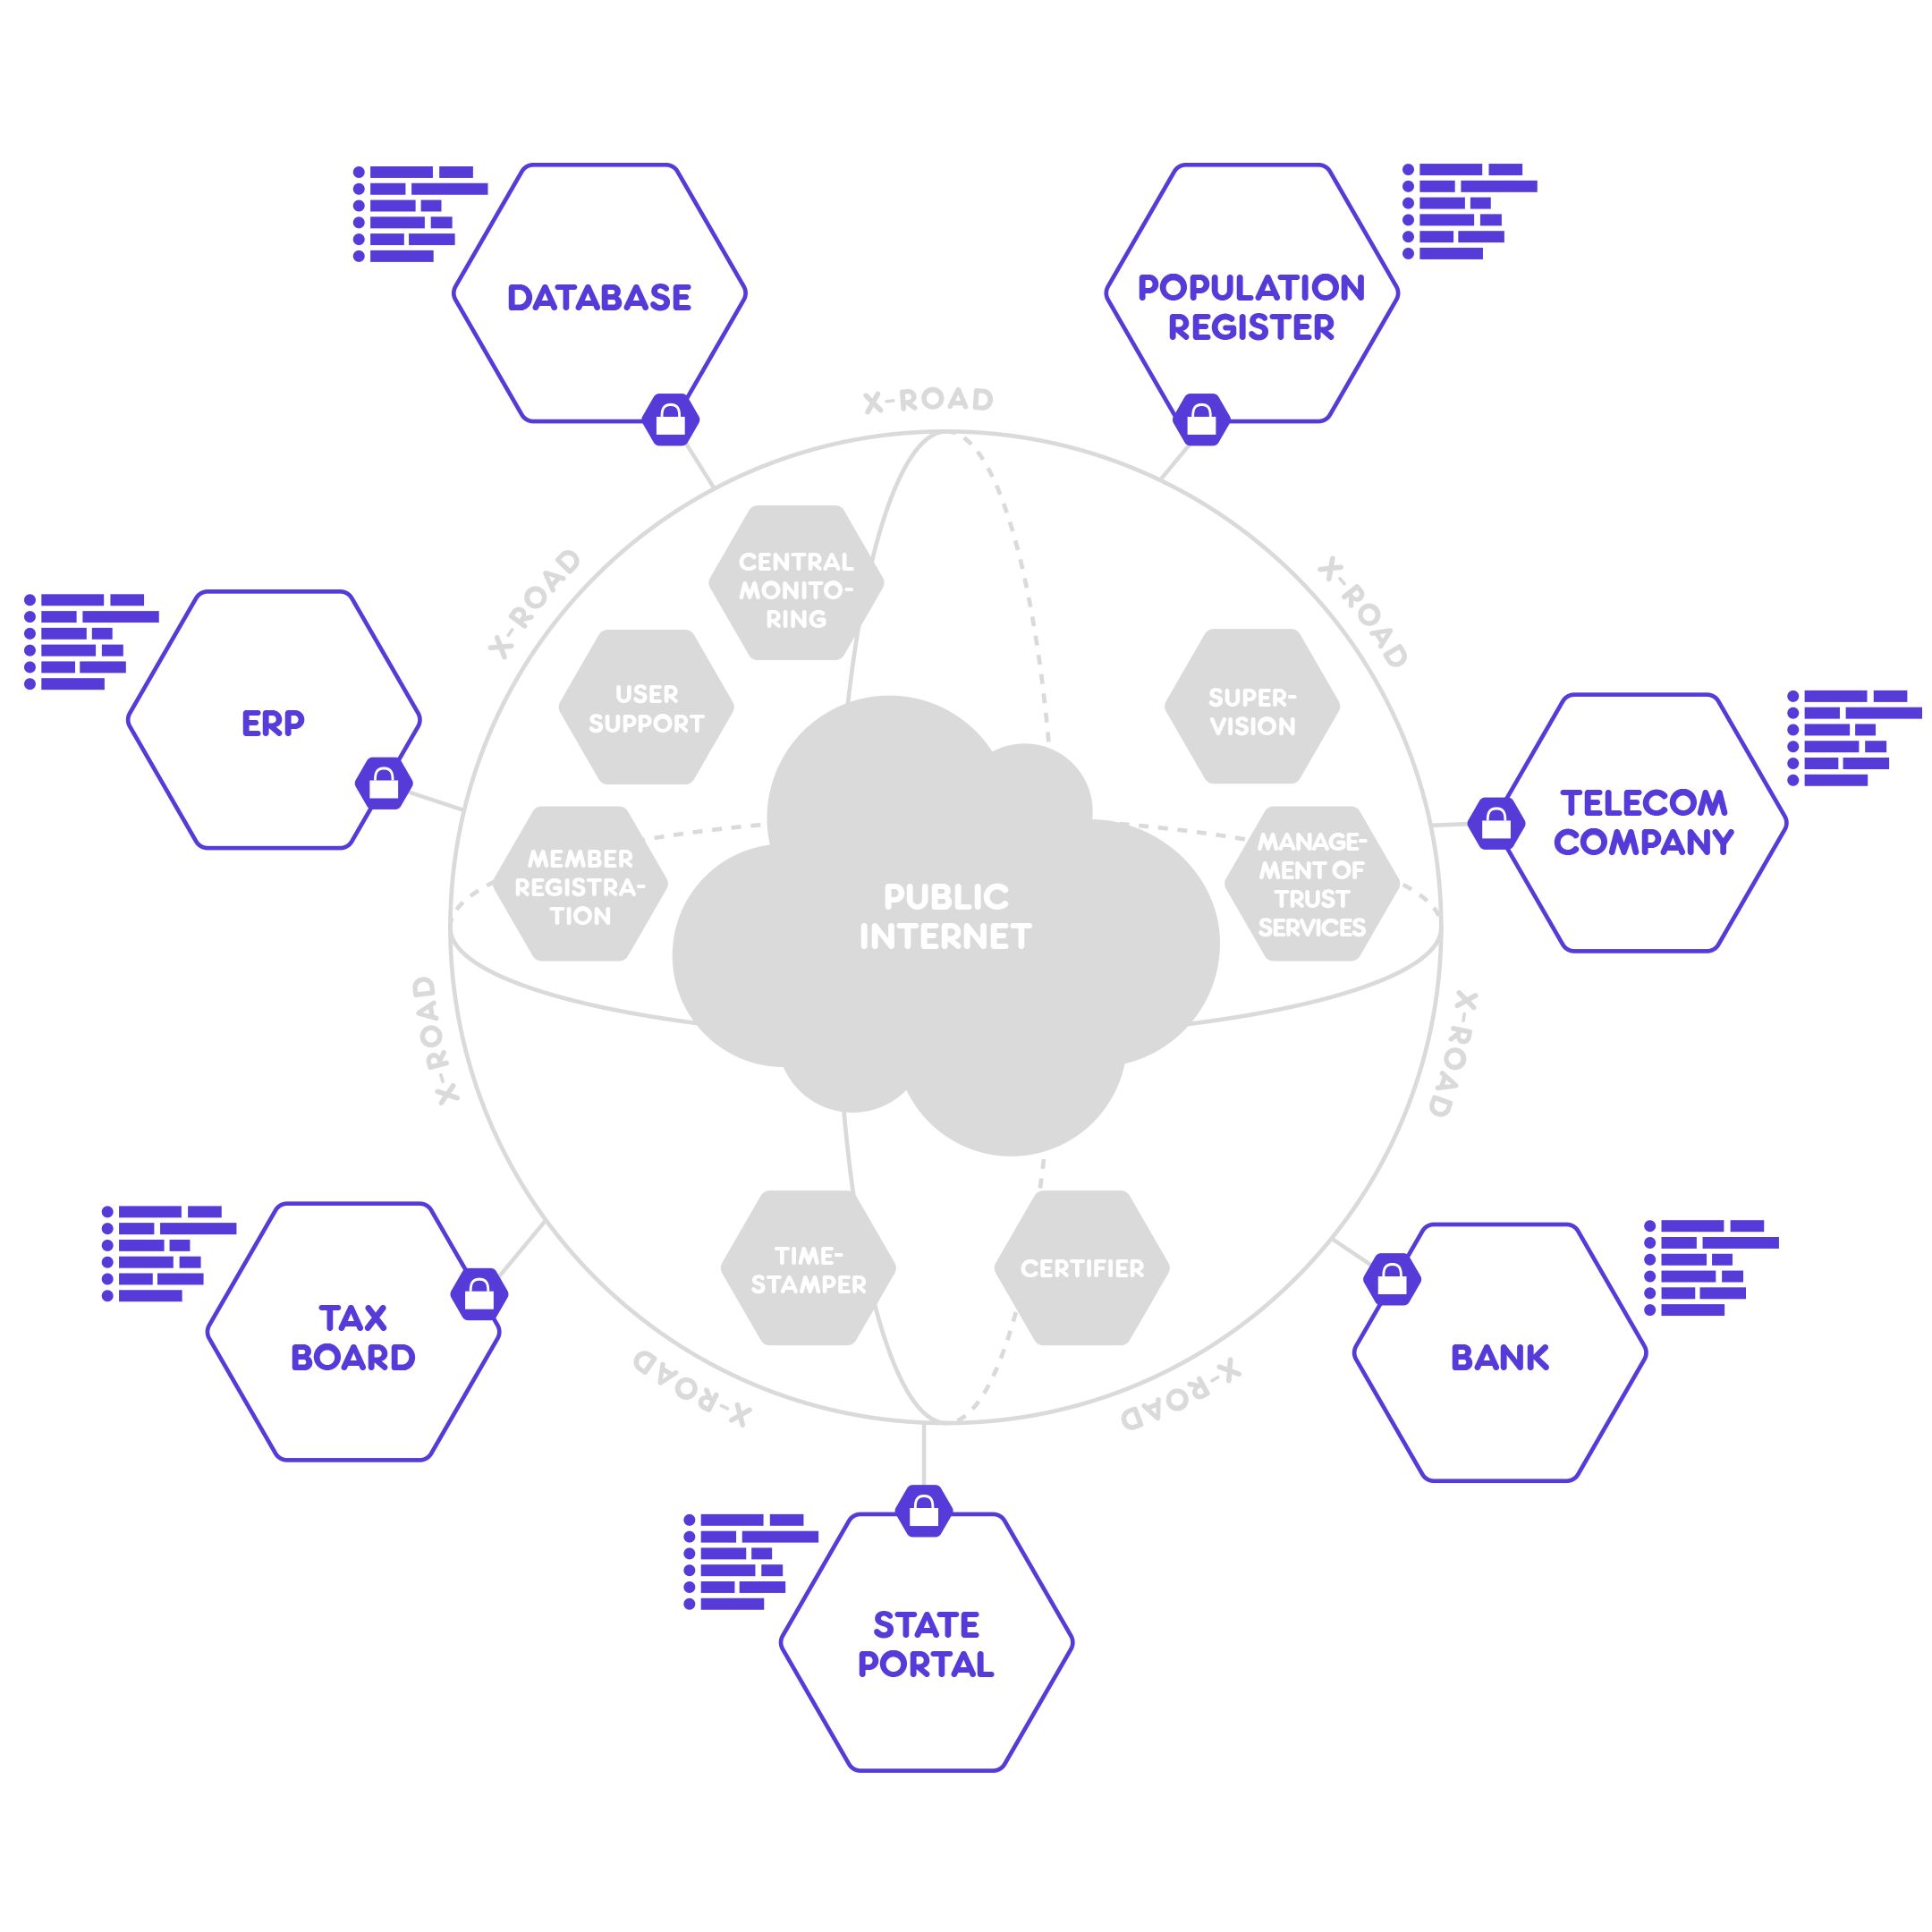 DATABASE
POPULATION
REGISTER
X-ROAD
X-ROAD
X-ROAD
CENTRAL
MONITO-
RING
USER
SUPPORT
SUPER-
VISION
ERP
TELECOM
COMPANY
MEMBER
REGISTRA-
TION
PUBLIC
INTERNET
MANAGE-
MENT OF
TRUST
SERVICES
X-ROAD
X-ROAD
TIME-
STAMPER
CERTIFIER
TAX
BOARD
BANK
X-ROAD
X-ROAD
STATE
PORTAL